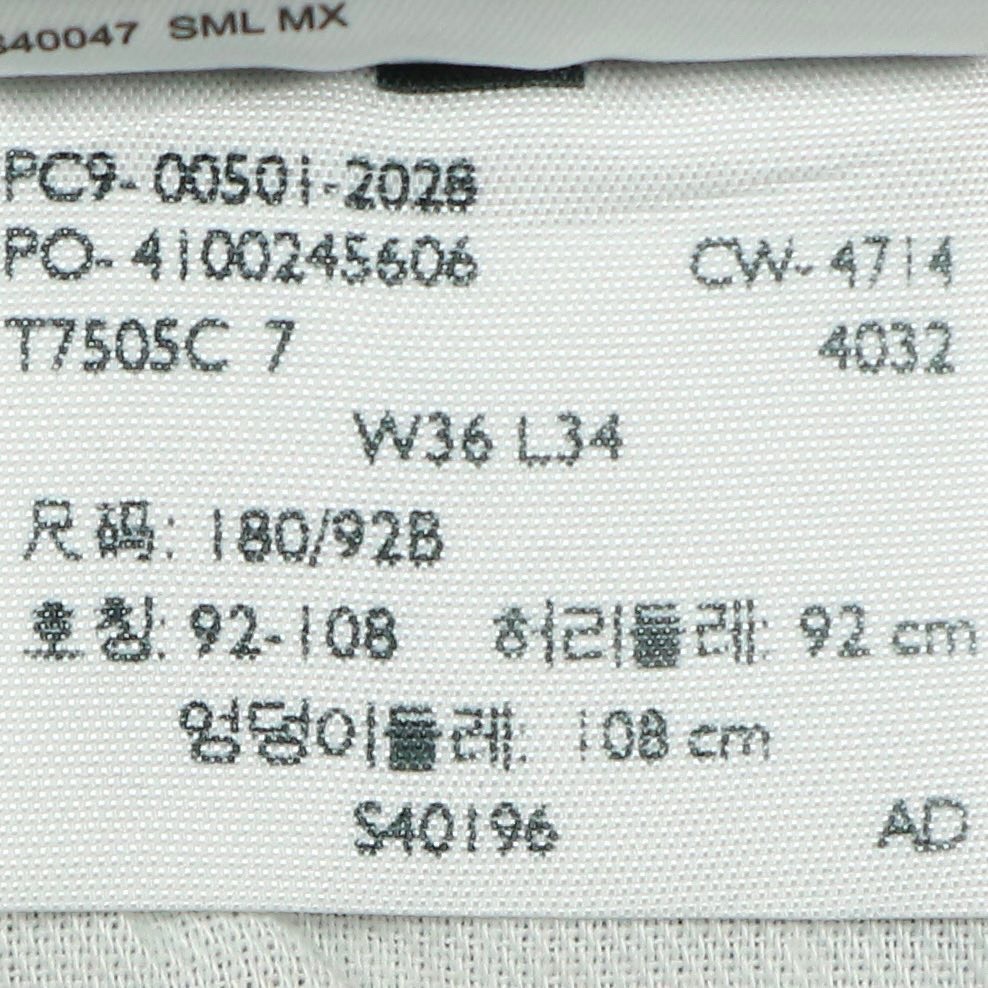 S40047 SML MX
PC9-00501-2028
PO-4100245606 CW-4714
T7505C 7 4032
W36 L34
尺码: 180/92B
호칭: 92-108 허리둘레: 92 cm
엉덩이둘레: 108 cm
S40196 AD